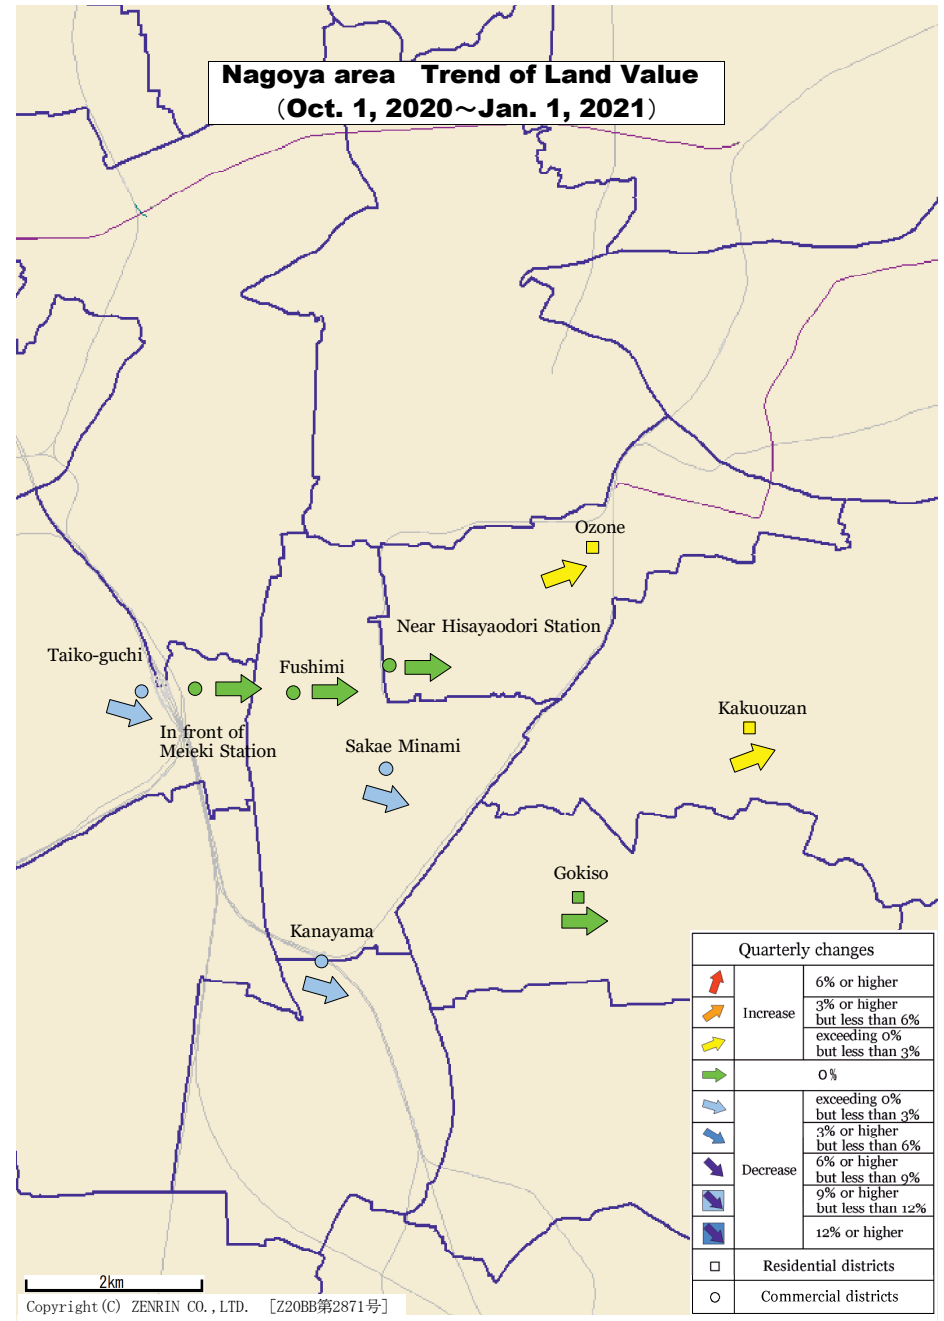 Nagoya area Trend of Land Value
（Oct. 1, 2020～Jan. 1, 2021）
Ozone
Near Hisayaodori Station
Taiko-guchi
Fushimi
Kakuouzan
In front of
Meieki Station
Sakae Minami
Gokiso
Kanayama
Quarterly changes
6% or higher
Increase
3% or higher
but less than 6%
exceeding 0%
but less than 3%
0%
exceeding 0%
but less than 3%
3% or higher
but less than 6%
Decrease
6% or higher
but less than 9%
9% or higher
but less than 12%
12% or higher
Residential districts
Commercial districts
2km
Copyright(C) ZENRIN CO.,LTD. [Z20BB第2871号]